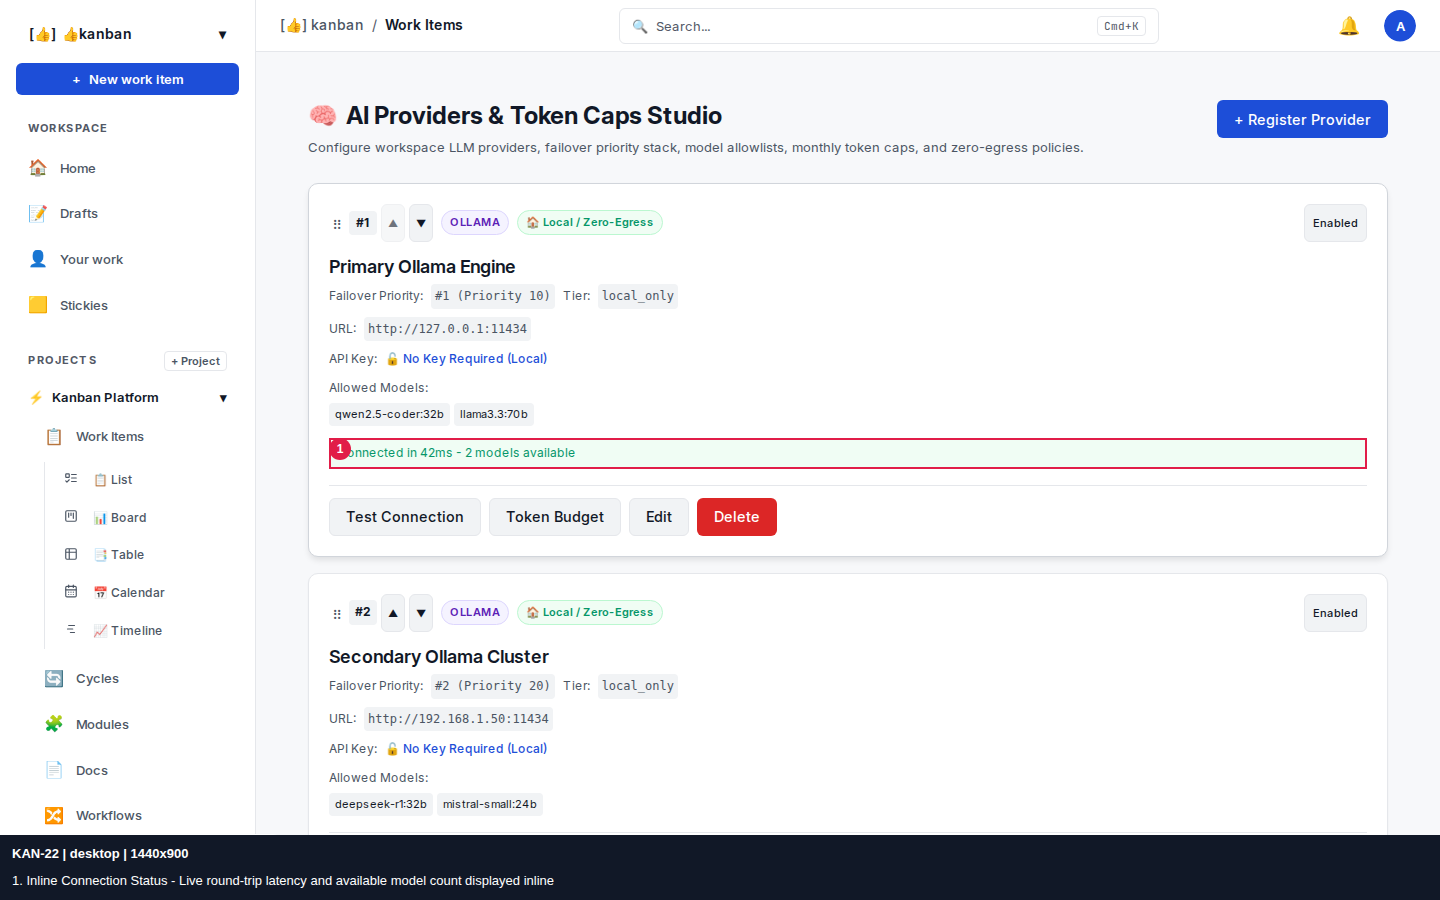 [👍] 👍kanban ▼
+ New work item
WORKSPACE
🏠 Home
📝 Drafts
👤 Your work
🟨 Stickies
PROJECTS + Project
⚡ Kanban Platform ▼
📋 Work Items
📋 List
📊 Board
📑 Table
📅 Calendar
📈 Timeline
🔄 Cycles
🧩 Modules
📄 Docs
🔀 Workflows
[👍] kanban / Work Items
🔍 Search... Cmd+K
🔔 A
🧠 AI Providers & Token Caps Studio
+ Register Provider
Configure workspace LLM providers, failover priority stack, model allowlists, monthly token caps, and zero-egress policies.
⠿ #1 ▲ ▼ OLLAMA 🏠 Local / Zero-Egress Enabled
Primary Ollama Engine
Failover Priority: #1 (Priority 10) Tier: local_only
URL: http://127.0.0.1:11434
API Key: 🔓 No Key Required (Local)
Allowed Models:
qwen2.5-coder:32b llama3.3:70b
1 onnected in 42ms - 2 models available
Test Connection Token Budget Edit Delete
⠿ #2 ▲ ▼ OLLAMA 🏠 Local / Zero-Egress Enabled
Secondary Ollama Cluster
Failover Priority: #2 (Priority 20) Tier: local_only
URL: http://192.168.1.50:11434
API Key: 🔓 No Key Required (Local)
Allowed Models:
deepseek-r1:32b mistral-small:24b
KAN-22 | desktop | 1440x900
1. Inline Connection Status - Live round-trip latency and available model count displayed inline